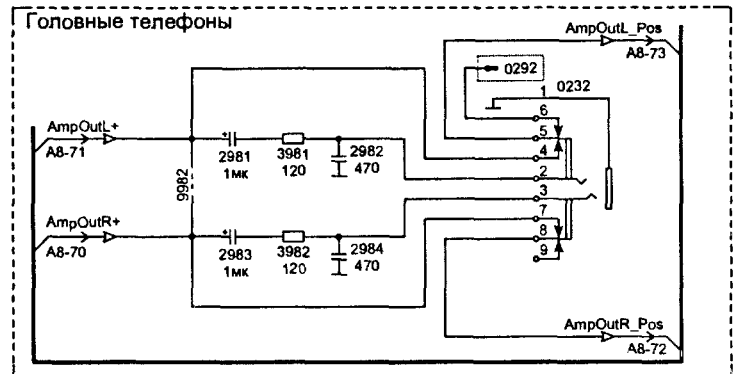 Головные телефоны
AmpOutL_Pos
A8-73
0292
1 0232
6
5
4
2
3
7
8
9
AmpOutL+
A8-71
2981
1мк
3981
120
2982
470
9982
AmpOutR+
A8-70
2983
1мк
3982
120
2984
470
AmpOutR_Pos
A8-72